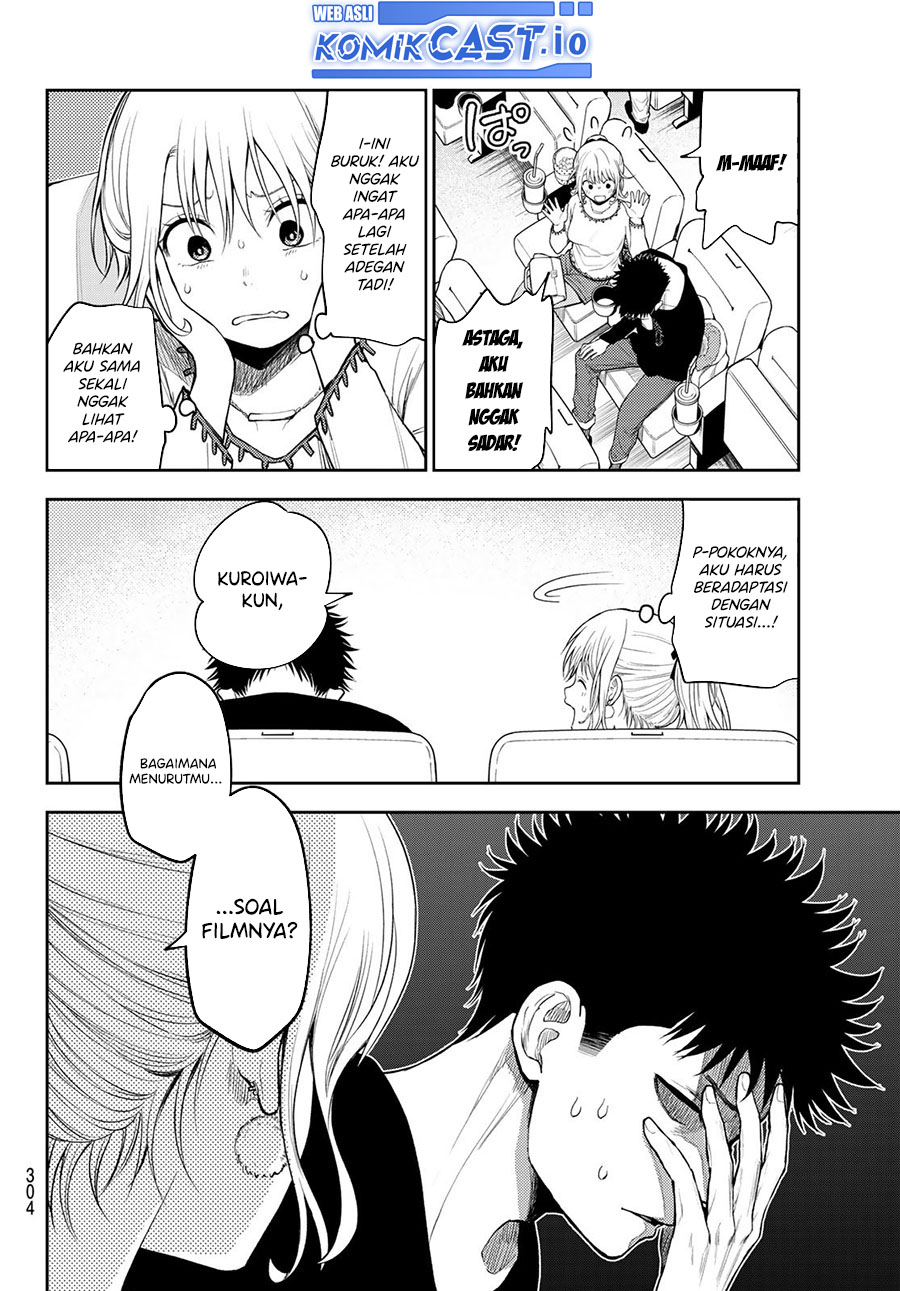 WEB ASLI
KOMIKCAST.iO
M-MAAF!
ぱっ
ASTAGA,
AKU
BAHKAN
NGGAK
SADAR!
I-INI
BURUK! AKU
NGGAK
INGAT
APA-APA
LAGI
SETELAH
ADEGAN
TADI!
BAHKAN
AKU SAMA
SEKALI
NGGAK
LIHAT
APA-APA!
P-POKOKNYA,
AKU HARUS
BERADAPTASI
DENGAN
SITUASI...!
KUROIWA-
KUN,
BAGAIMANA
MENURUTMU...
...SOAL
FILMNYA?
304